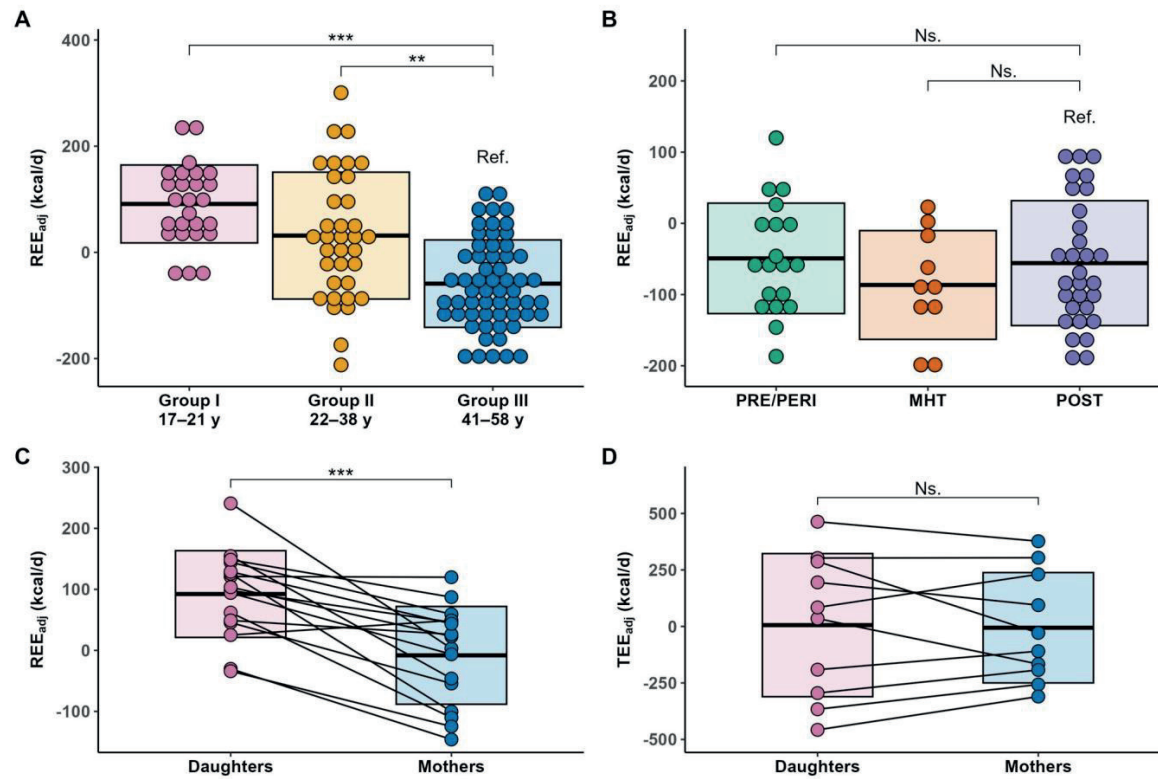 A
REEadj (kcal/d)
400
200
0
-200
***
**
Ref.
Group I
17–21 y
Group II
22–38 y
Group III
41–58 y
B
REEadj (kcal/d)
200
100
0
-100
-200
Ns.
Ns.
Ref.
PRE/PERI
MHT
POST
C
REEadj (kcal/d)
300
200
100
0
-100
***
Daughters
Mothers
D
TEEadj (kcal/d)
500
250
0
-250
-500
Ns.
Daughters
Mothers